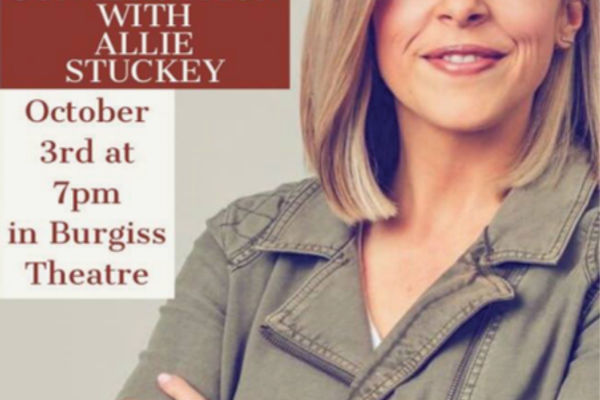 WITH
ALLIE
STUCKEY
October
3rd at
7pm
in Burgiss
Theatre